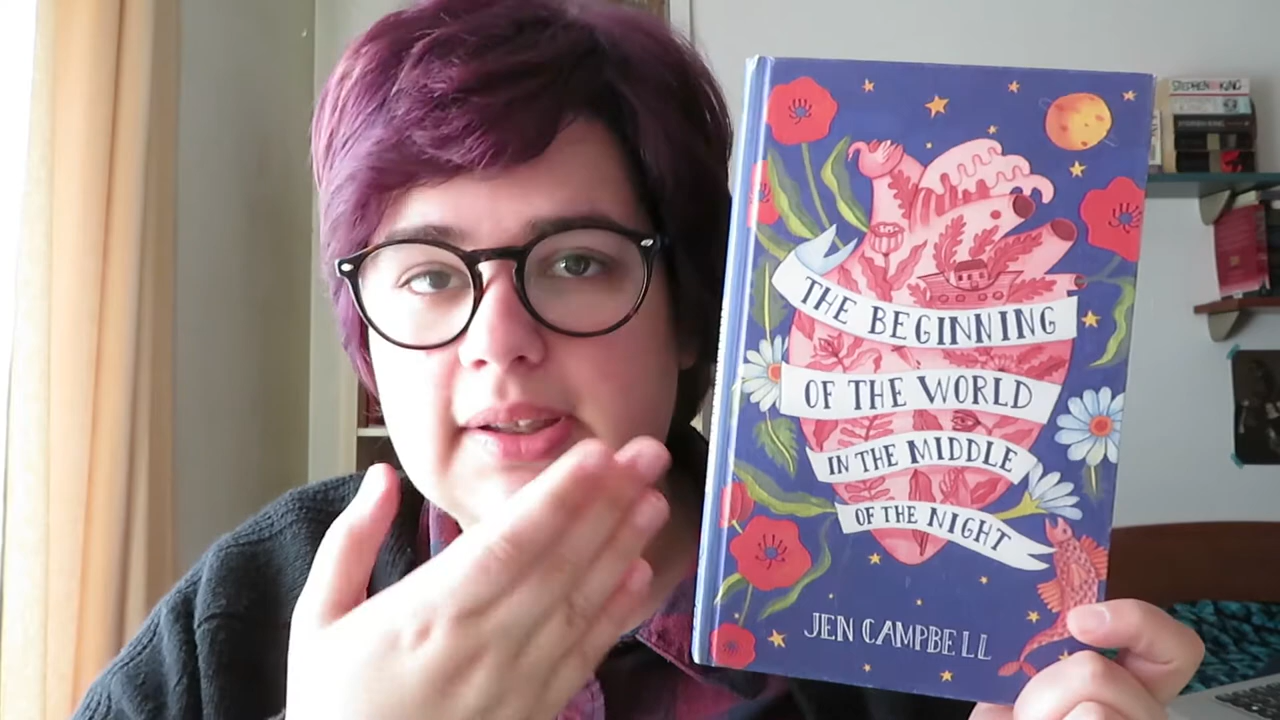 THE BEGINNING
OF THE WORLD
IN THE MIDDLE
OF THE NIGHT
JEN CAMPBELL
STEPHEN KING